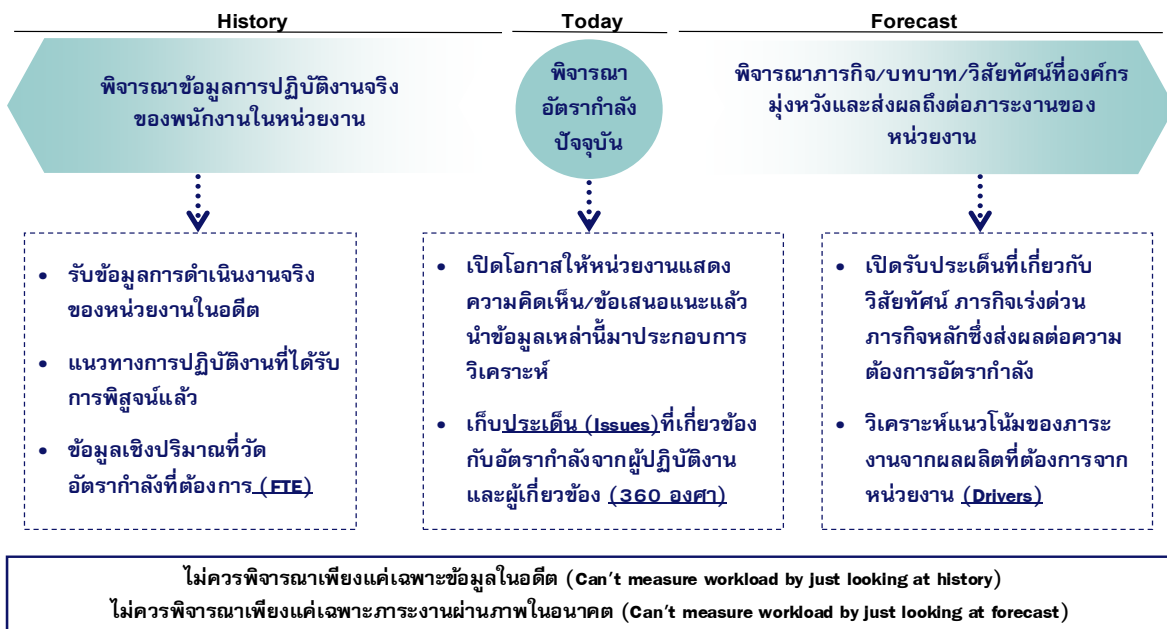 History
Today
Forecast
พิจารณาข้อมูลการปฏิบัติงานจริง
ของพนักงานในหน่วยงาน
พิจารณา
อัตรากำลัง
ปัจจุบัน
พิจารณาภารกิจ/บทบาท/วิสัยทัศน์ที่องค์กร
มุ่งหวังและส่งผลถึงต่อภาระงานของ
หน่วยงาน
• รับข้อมูลการดำเนินงานจริง
ของหน่วยงานในอดีต
• แนวทางการปฏิบัติงานที่ได้รับ
การพิสูจน์แล้ว
• ข้อมูลเชิงปริมาณที่วัด
อัตรากำลังที่ต้องการ (FTE)
• เปิดโอกาสให้หน่วยงานแสดง
ความคิดเห็น/ข้อเสนอแนะแล้ว
นำข้อมูลเหล่านี้มาประกอบการ
วิเคราะห์
• เก็บประเด็น (Issues)ที่เกี่ยวข้อง
กับอัตรากำลังจากผู้ปฏิบัติงาน
และผู้เกี่ยวข้อง (360 องศา)
• เปิดรับประเด็นที่เกี่ยวกับ
วิสัยทัศน์ ภารกิจเร่งด่วน
ภารกิจหลักซึ่งส่งผลต่อความ
ต้องการอัตรากำลัง
• วิเคราะห์แนวโน้มของภาระ
งานจากผลผลิตที่ต้องการจาก
หน่วยงาน (Drivers)
ไม่ควรพิจารณาเพียงแค่เฉพาะข้อมูลในอดีต (Can't measure workload by just looking at history)
ไม่ควรพิจารณาเพียงแค่เฉพาะภาระงานผ่านภาพในอนาคต (Can't measure workload by just looking at forecast)